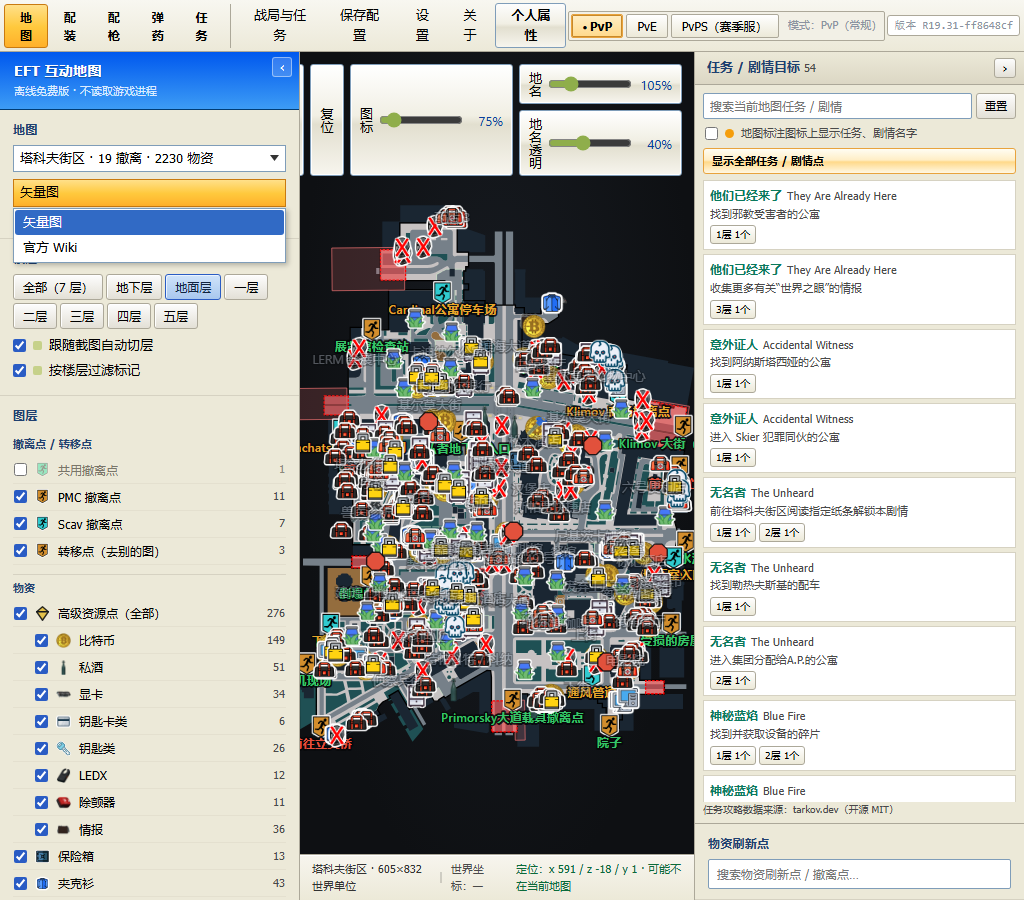 地图
配装
配枪
弹药
任务
战局与任务
保存配置
设置
关于
个人属性
• PvP
PvE
PvPS（赛季服）
模式: PvP（常规）
版本 R19.31-ff8648cf
EFT 互动地图
离线免费版 · 不读取游戏进程
‹
地图
塔科夫街区 · 19 撤离 · 2230 物资
矢量图
矢量图
官方 Wiki
全部（7 层）
地下层
地面层
一层
二层
三层
四层
五层
跟随截图自动切层
按楼层过滤标记
图层
撤离点 / 转移点
共用撤离点 1
PMC 撤离点 11
Scav 撤离点 7
转移点（去别的图） 3
物资
高级资源点（全部） 276
比特币 149
私酒 51
显卡 34
钥匙卡类 6
钥匙类 26
LEDX 12
除颤器 11
情报 36
保险箱 13
夹克衫 43
复位
图标
75%
地名
105%
地名透明
40%
Cardinal公寓停车场
Klimov 大街
Primorsky大道载具撤离点
院子
塔科夫街区 · 605×832 世界单位
世界坐标: —
定位: x 591 / z -18 / y 1 · 可能不在当前地图
任务 / 剧情目标 54
›
搜索当前地图任务 / 剧情
重置
地图标注图标上显示任务、剧情名字
显示全部任务 / 剧情点
他们已经来了 They Are Already Here
找到邪教受害者的公寓
1层 1个
他们已经来了 They Are Already Here
收集更多有关“世界之眼”的情报
3层 1个
意外证人 Accidental Witness
找到阿纳斯塔西娅的公寓
1层 1个
意外证人 Accidental Witness
进入 Skier 犯罪同伙的公寓
1层 1个
无名者 The Unheard
前往塔科夫街区阅读指定纸条解锁本剧情
1层 1个
2层 1个
无名者 The Unheard
找到勒热夫斯基的配车
1层 1个
无名者 The Unheard
进入集团分配给A.P.的公寓
2层 1个
神秘蓝焰 Blue Fire
找到并获取设备的碎片
1层 1个
2层 1个
神秘蓝焰 Blue Fire
任务攻略数据来源: tarkov.dev（开源 MIT）
物资刷新点
搜索物资刷新点 / 撤离点...